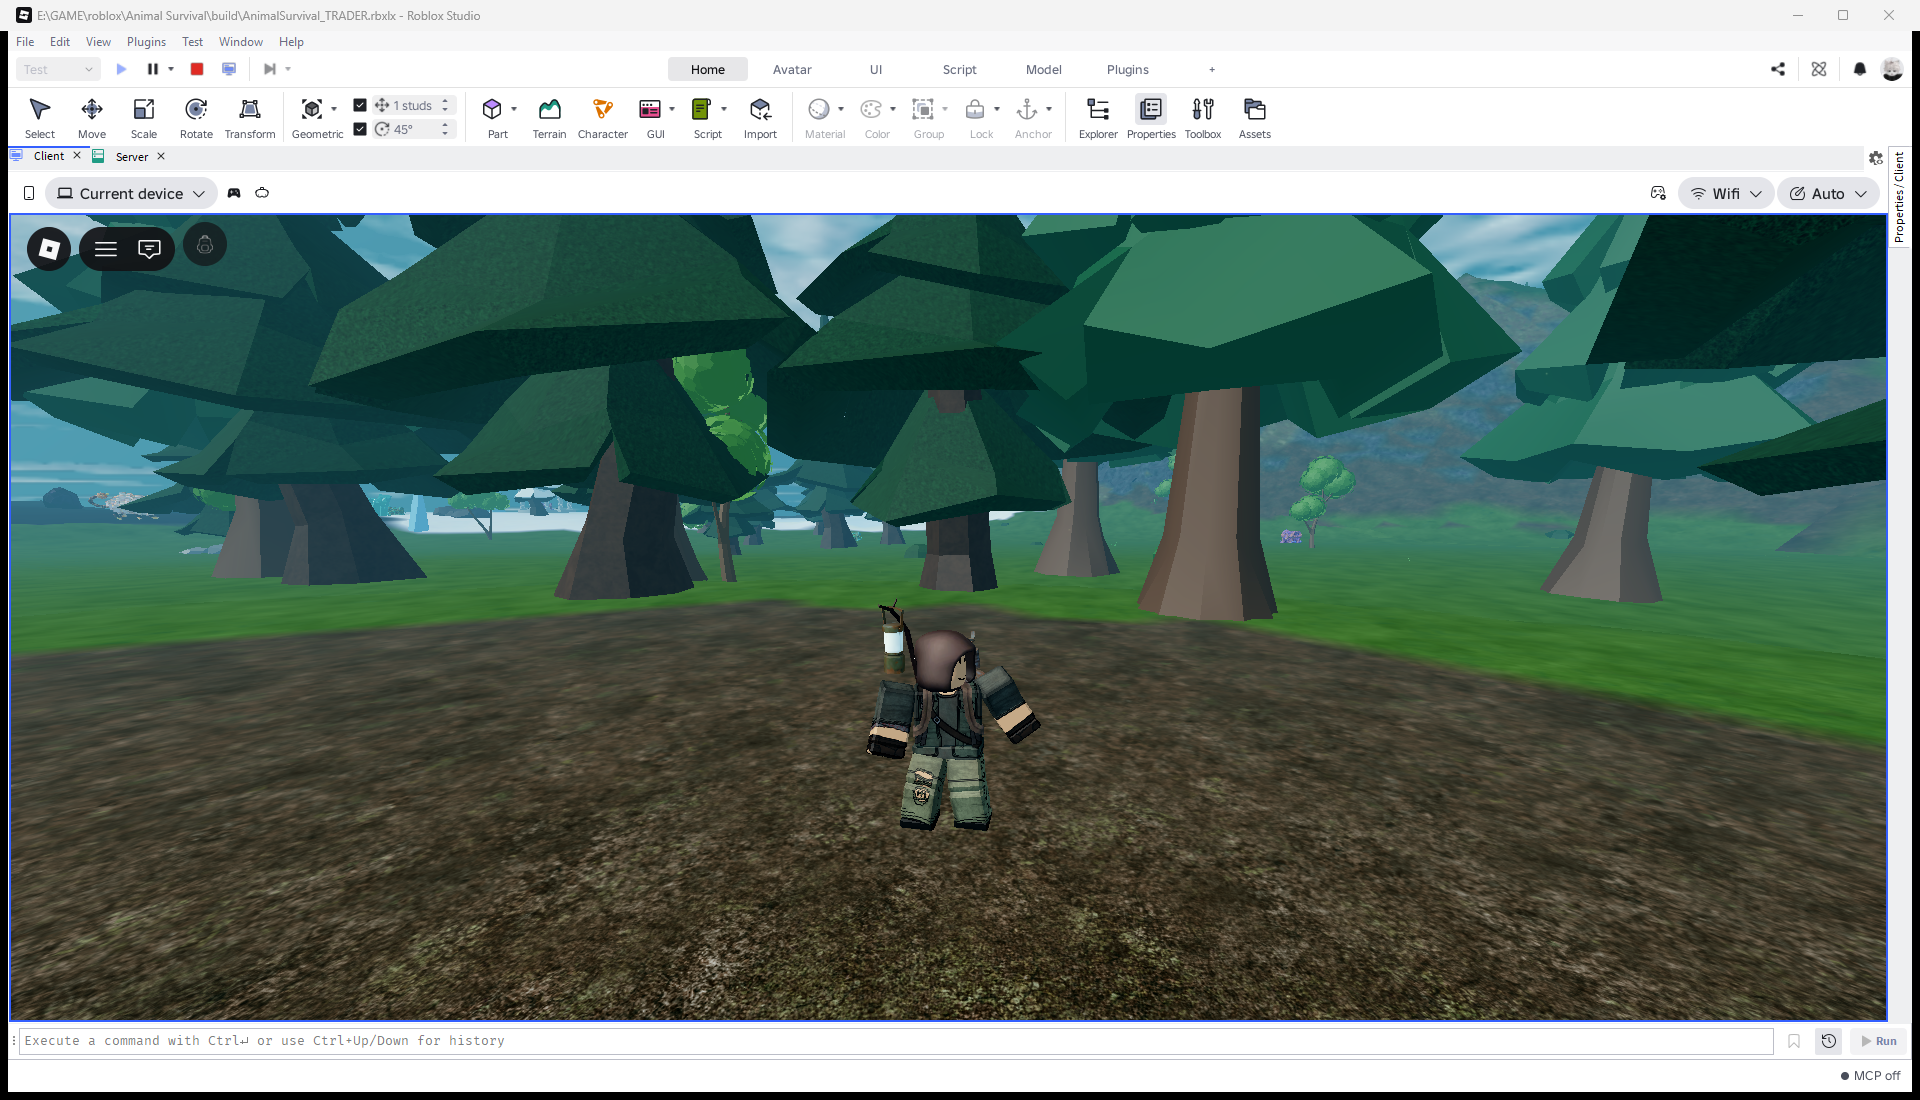 E:\GAME\roblox\Animal Survival\build\AnimalSurvival_TRADER.rbxlx - Roblox Studio
File Edit View Plugins Test Window Help
Test
Home Avatar UI Script Model Plugins +
1 studs
45°
Select Move Scale Rotate Transform Geometric Part Terrain Character GUI Script Import Material Color Group Lock Anchor Explorer Properties Toolbox Assets
Client Server
Current device Wifi Auto
Properties / Client
Execute a command with Ctrl↵ or use Ctrl+Up/Down for history
Run
MCP off